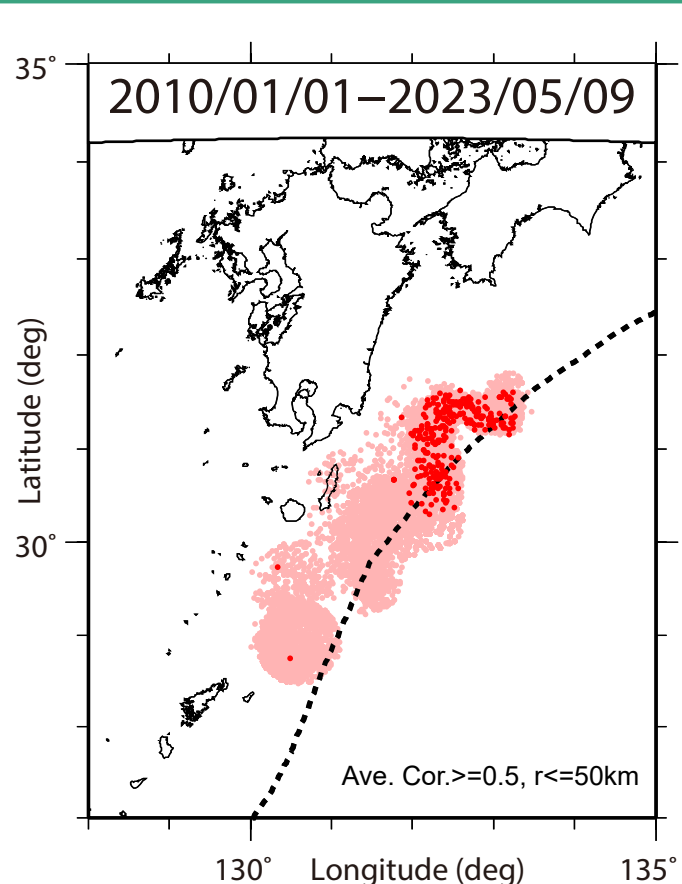 35°
2010/01/01−2023/05/09
Latitude (deg)
30°
Ave. Cor.>=0.5, r<=50km
130° Longitude (deg) 135°